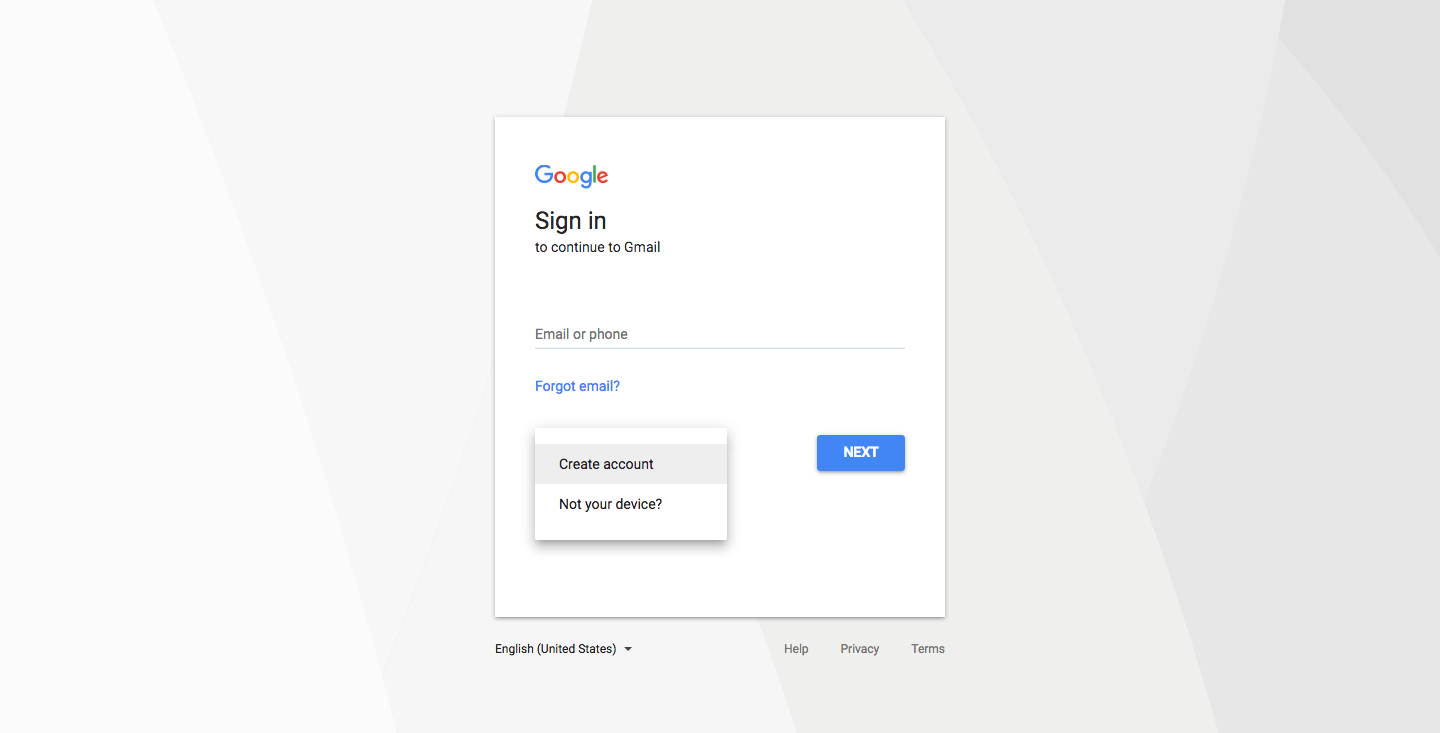 Google
Sign in
to continue to Gmail
Email or phone
Forgot email?
Create account
NEXT
Not your device?
English (United States) Help Privacy Terms